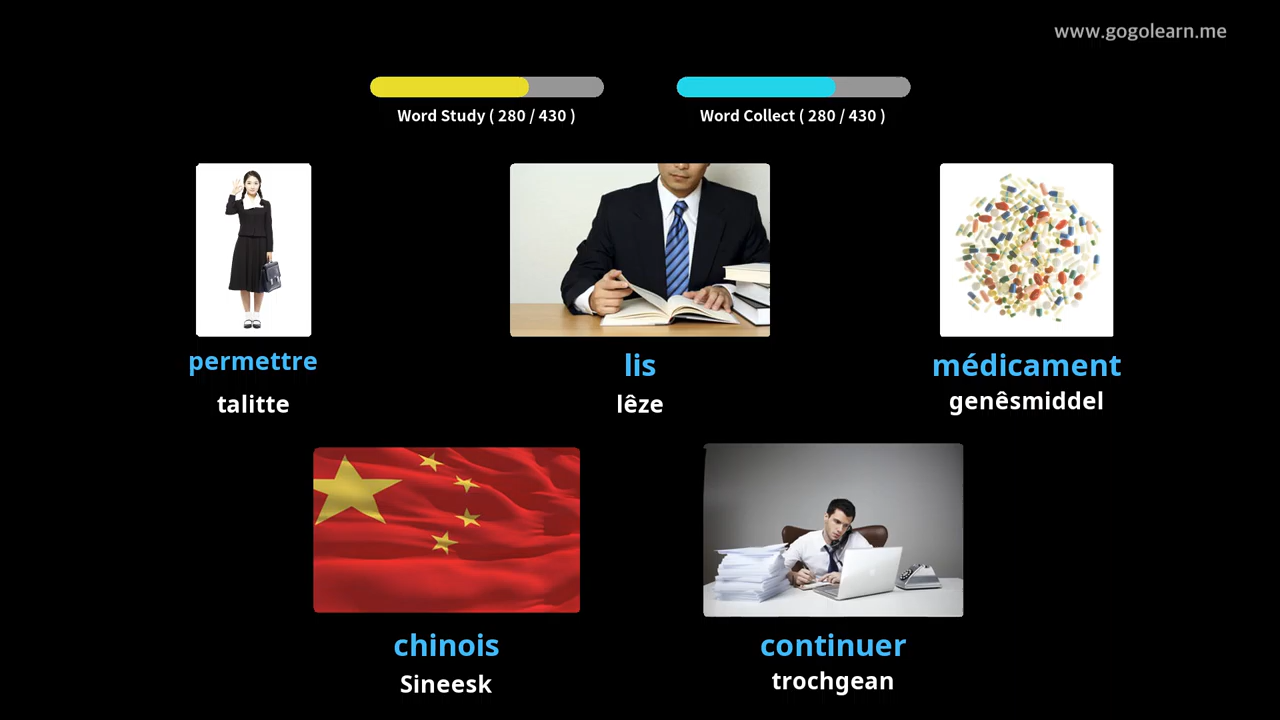 www.gogolearn.me
Word Study ( 280 / 430 )
Word Collect ( 280 / 430 )
permettre
talitte
lis
lêze
médicament
genêsmiddel
chinois
Sineesk
continuer
trochgean